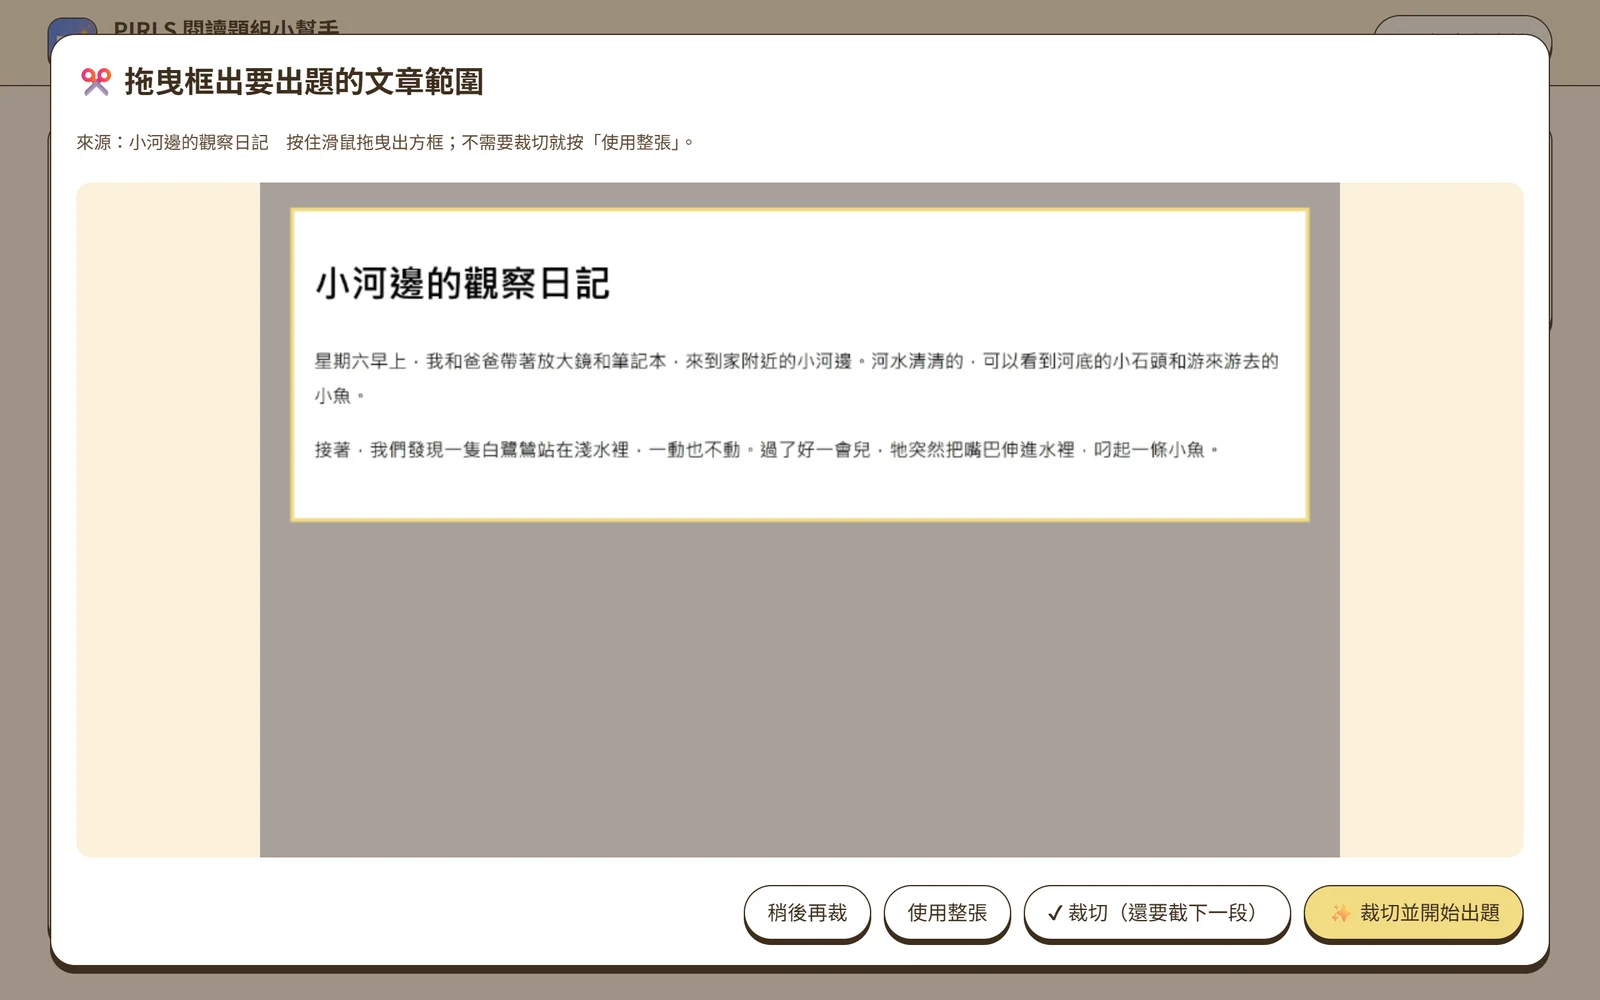 PIRLS 閱讀題組小幫手
拖曳框出要出題的文章範圍
來源：小河邊的觀察日記　按住滑鼠拖曳出方框；不需要裁切就按「使用整張」。
小河邊的觀察日記
星期六早上，我和爸爸帶著放大鏡和筆記本，來到家附近的小河邊。河水清清的，可以看到河底的小石頭和游來游去的
小魚。
接著，我們發現一隻白鷺鷥站在淺水裡，一動也不動。過了好一會兒，牠突然把嘴巴伸進水裡，叼起一條小魚。
稍後再裁
使用整張
✓ 裁切（還要截下一段）
✨ 裁切並開始出題